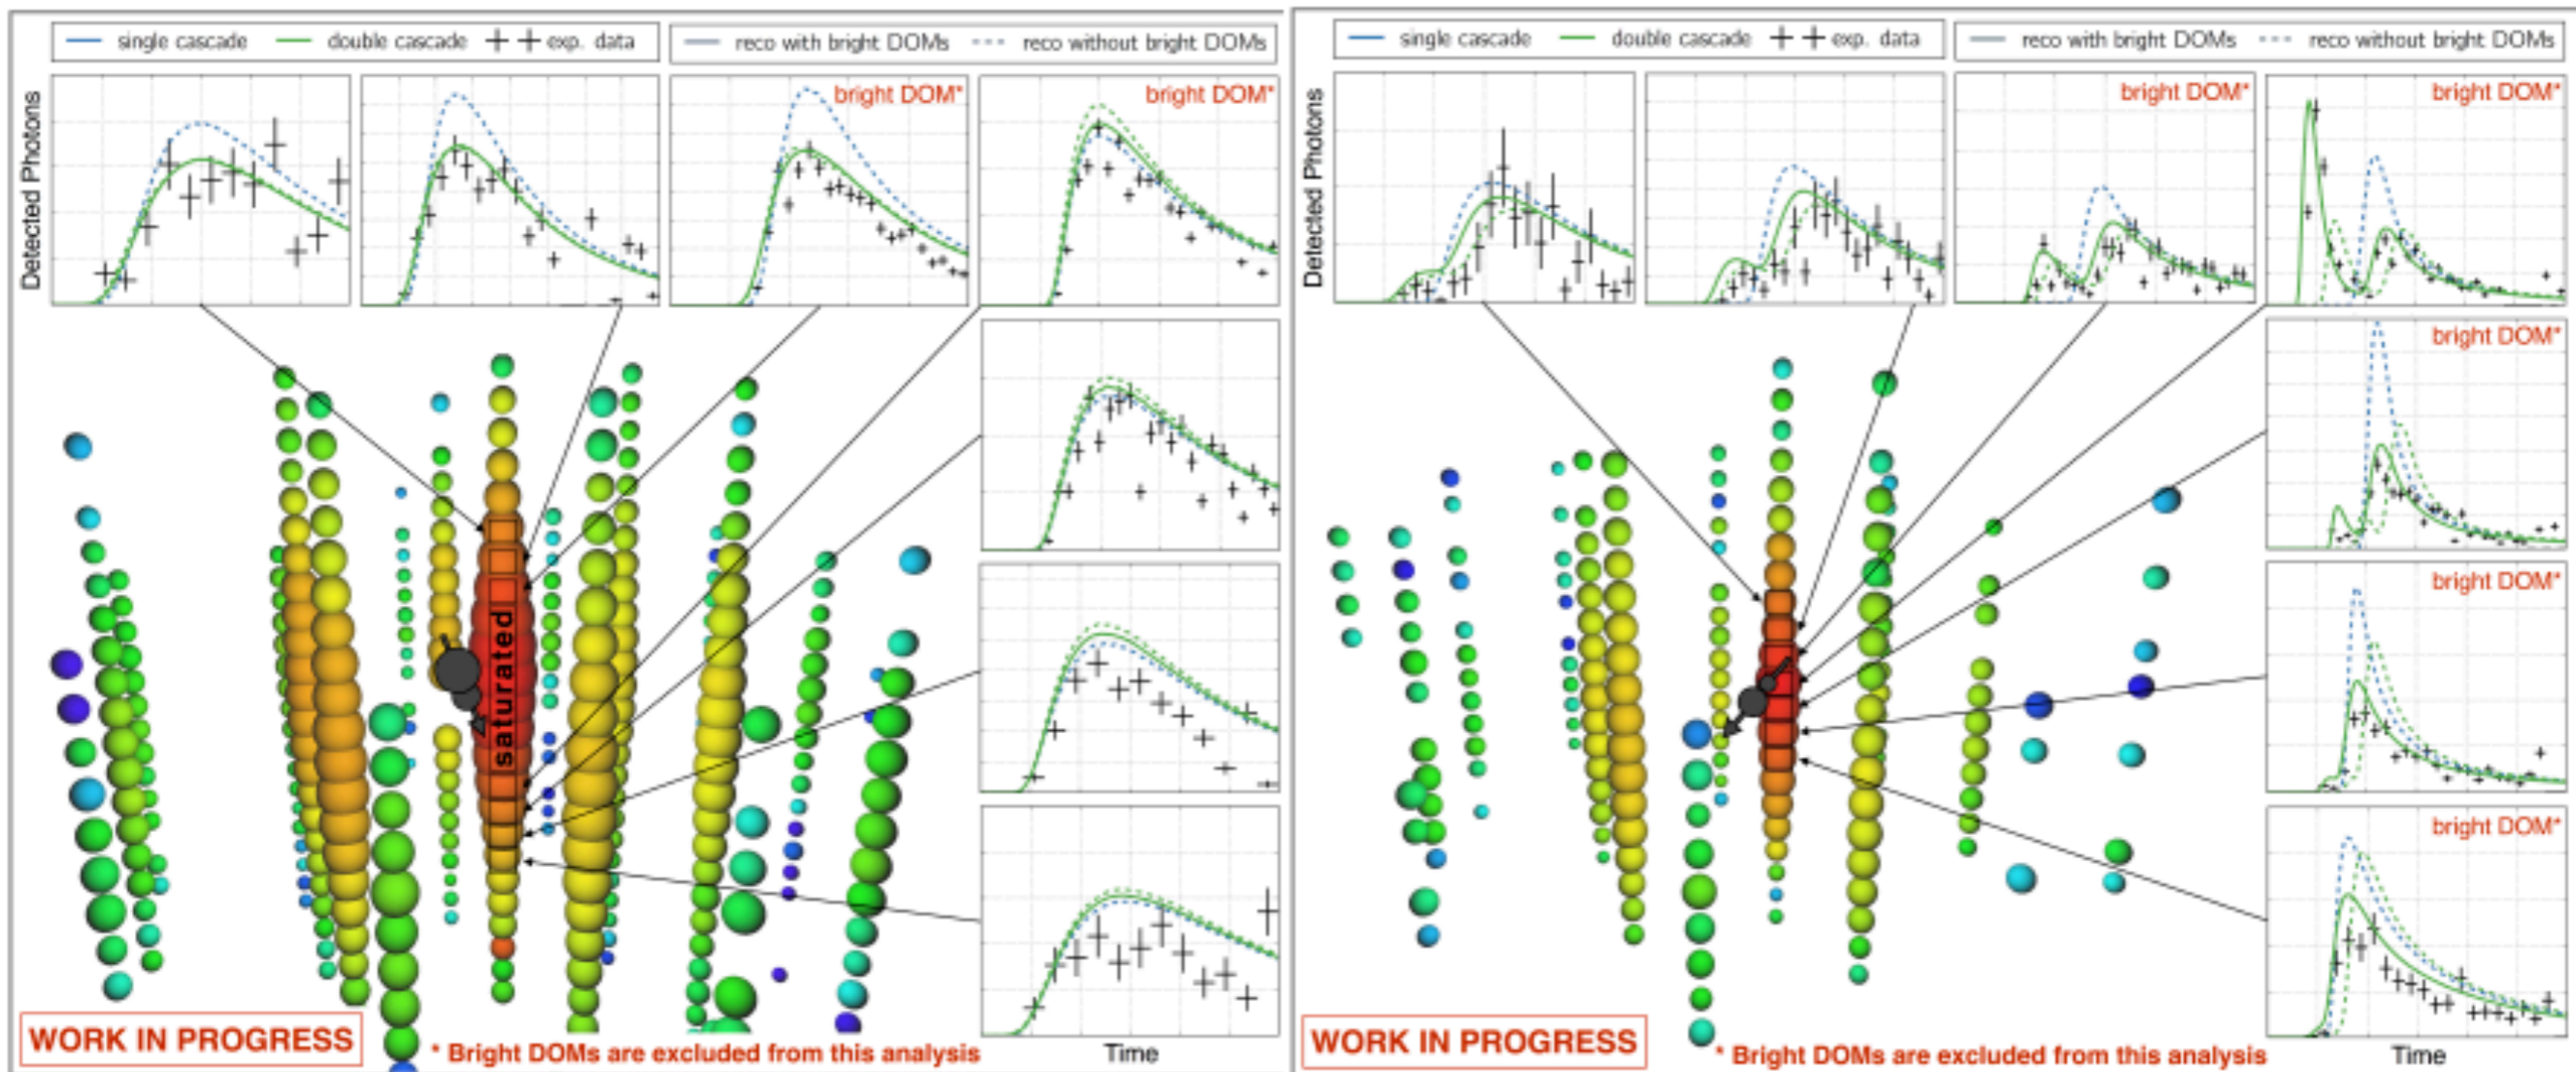 single cascade double cascade exp. data reco with bright DOMs reco without bright DOMs
Detected Photons
bright DOM*
bright DOM*
saturated
WORK IN PROGRESS
* Bright DOMs are excluded from this analysis
Time
single cascade double cascade exp. data reco with bright DOMs reco without bright DOMs
Detected Photons
bright DOM*
bright DOM*
bright DOM*
bright DOM*
bright DOM*
WORK IN PROGRESS
* Bright DOMs are excluded from this analysis
Time